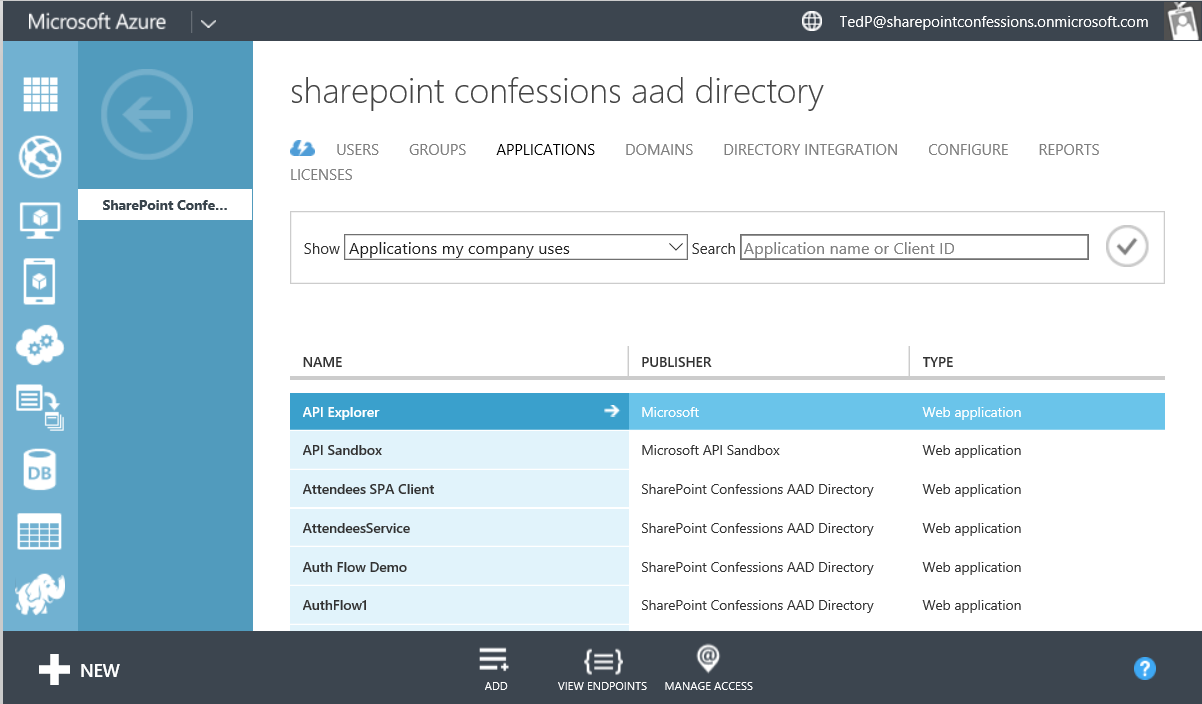 Microsoft Azure TedP@sharepointconfessions.onmicrosoft.com
sharepoint confessions aad directory
USERS GROUPS APPLICATIONS DOMAINS DIRECTORY INTEGRATION CONFIGURE REPORTS
LICENSES
SharePoint Confe...
Show Applications my company uses Search Application name or Client ID
NAME PUBLISHER TYPE
API Explorer Microsoft Web application
API Sandbox Microsoft API Sandbox Web application
Attendees SPA Client SharePoint Confessions AAD Directory Web application
AttendeesService SharePoint Confessions AAD Directory Web application
DB
Auth Flow Demo SharePoint Confessions AAD Directory Web application
AuthFlow1 SharePoint Confessions AAD Directory Web application
NEW ADD VIEW ENDPOINTS MANAGE ACCESS ?